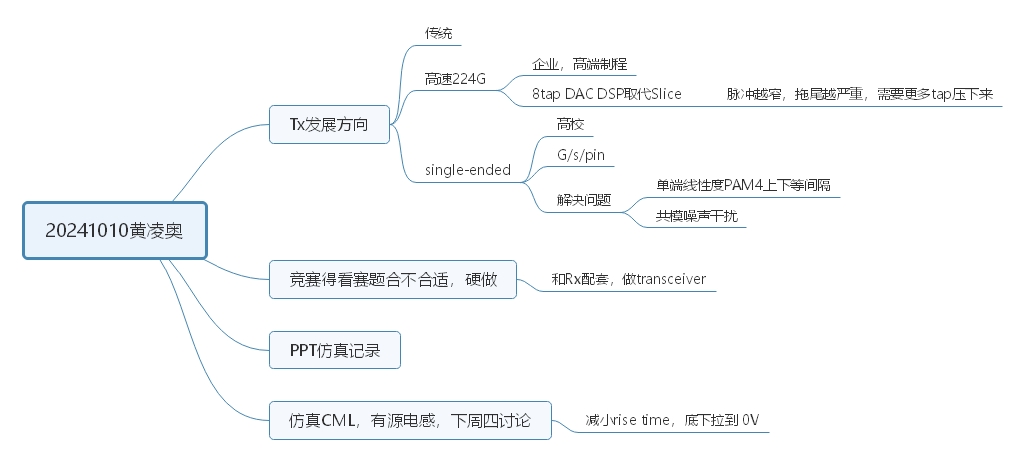 20241010黄凌奥
Tx发展方向
传统
高速224G
企业，高端制程
8tap DAC DSP取代Slice
脉冲越窄，拖尾越严重，需要更多tap压下来
single-ended
高校
G/s/pin
解决问题
单端线性度PAM4上下等间隔
共模噪声干扰
竞赛得看赛题合不合适，硬做
和Rx配套，做transceiver
PPT仿真记录
仿真CML，有源电感，下周四讨论
减小rise time，底下拉到 0V